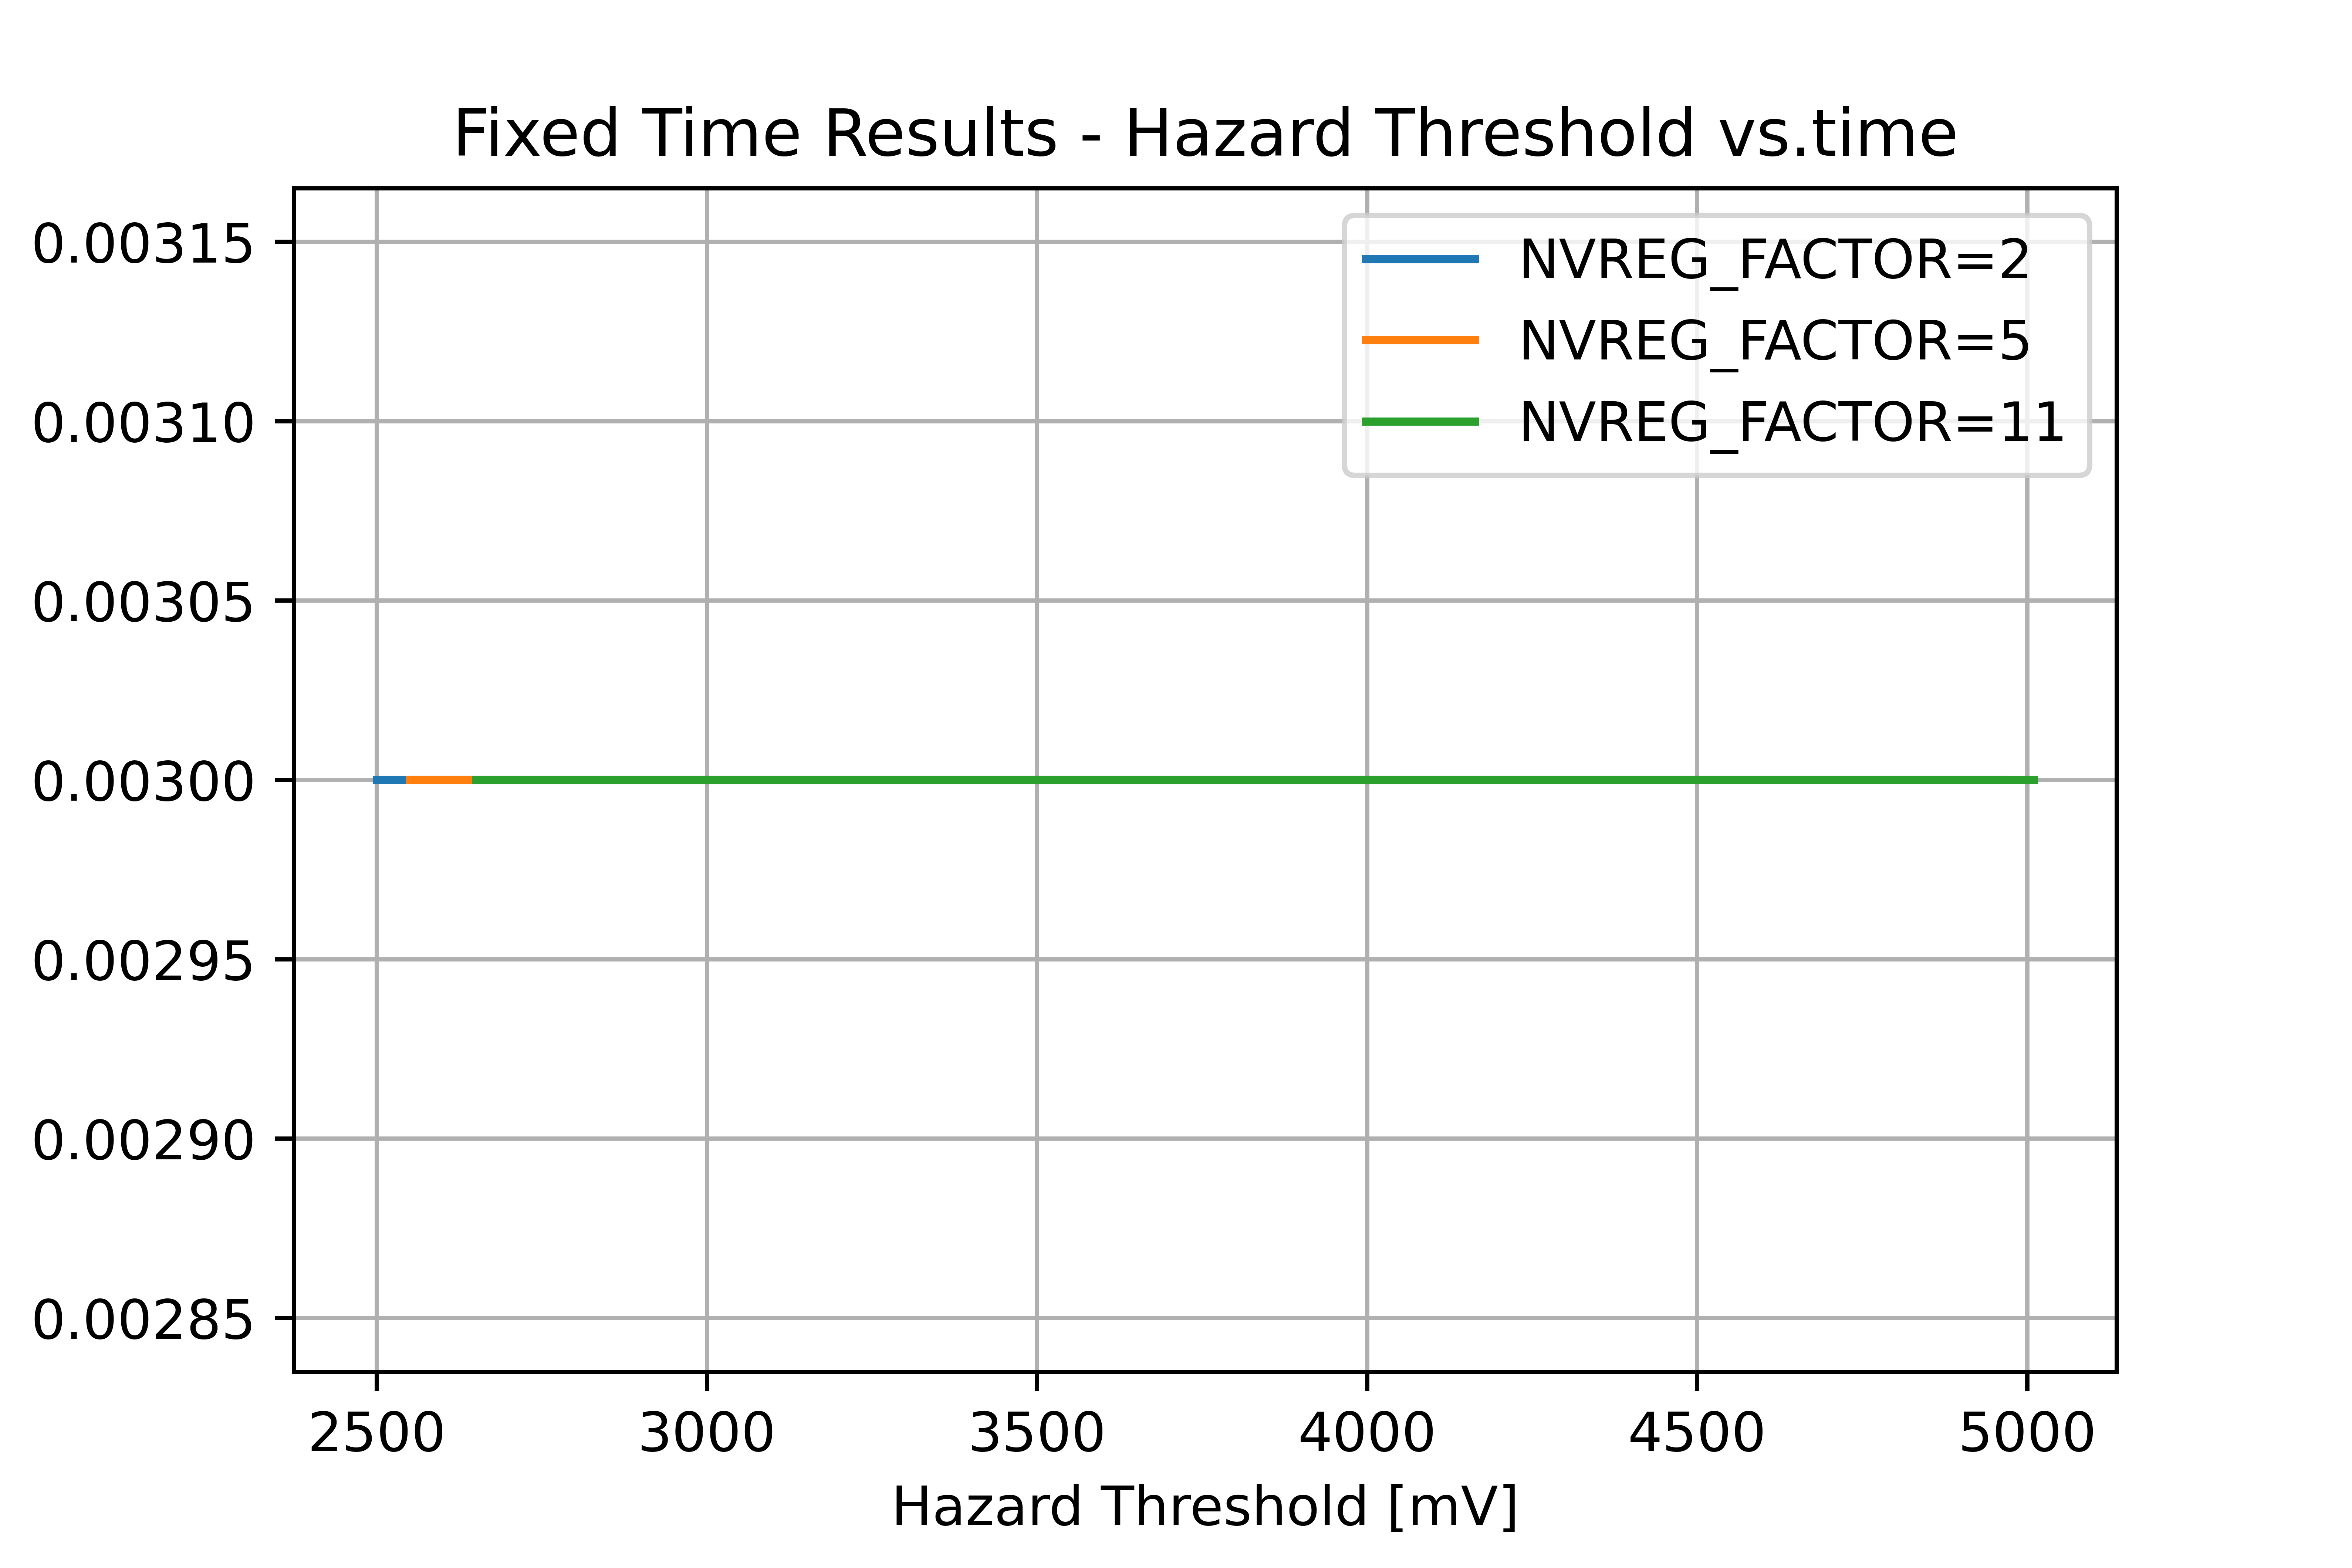 Fixed Time Results - Hazard Threshold vs.time
NVREG_FACTOR=2
NVREG_FACTOR=5
NVREG_FACTOR=11
0.00315
0.00310
0.00305
0.00300
0.00295
0.00290
0.00285
2500 3000 3500 4000 4500 5000
Hazard Threshold [mV]